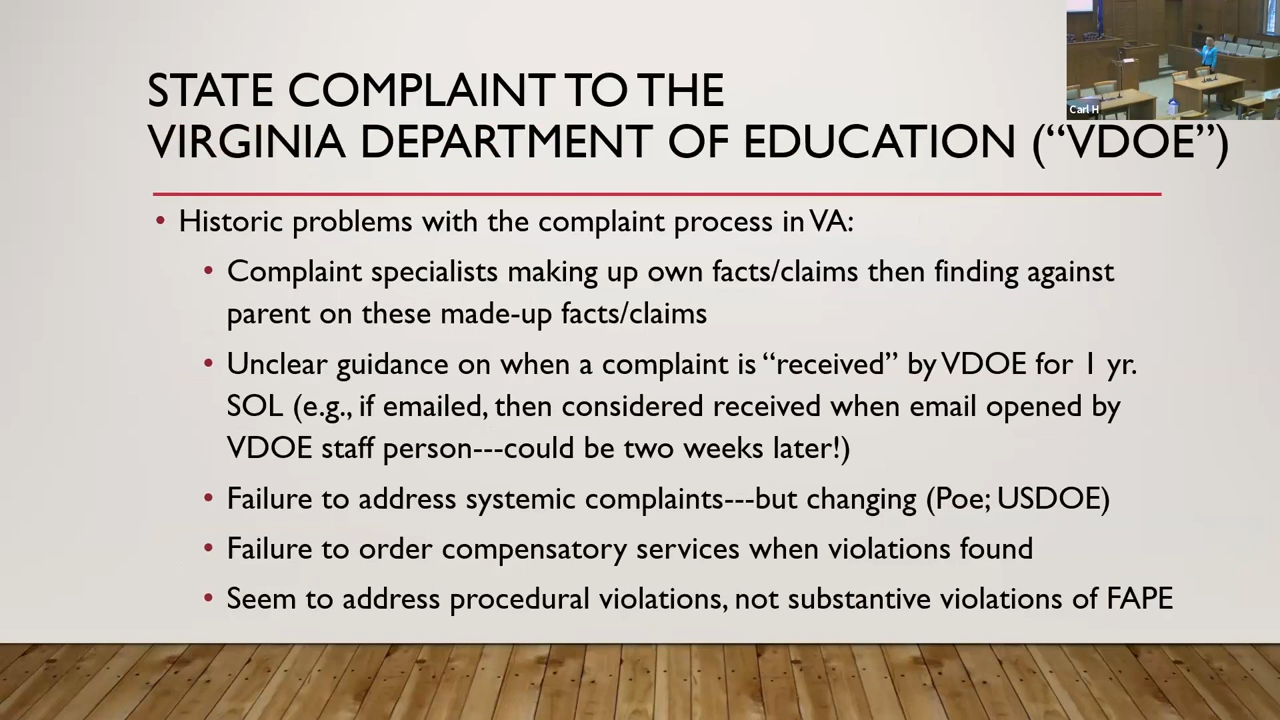 Carl H
STATE COMPLAINT TO THE
VIRGINIA DEPARTMENT OF EDUCATION (“VDOE”)
• Historic problems with the complaint process in VA:
• Complaint specialists making up own facts/claims then finding against
parent on these made-up facts/claims
• Unclear guidance on when a complaint is “received” by VDOE for 1 yr.
SOL (e.g., if emailed, then considered received when email opened by
VDOE staff person---could be two weeks later!)
• Failure to address systemic complaints---but changing (Poe; USDOE)
• Failure to order compensatory services when violations found
• Seem to address procedural violations, not substantive violations of FAPE